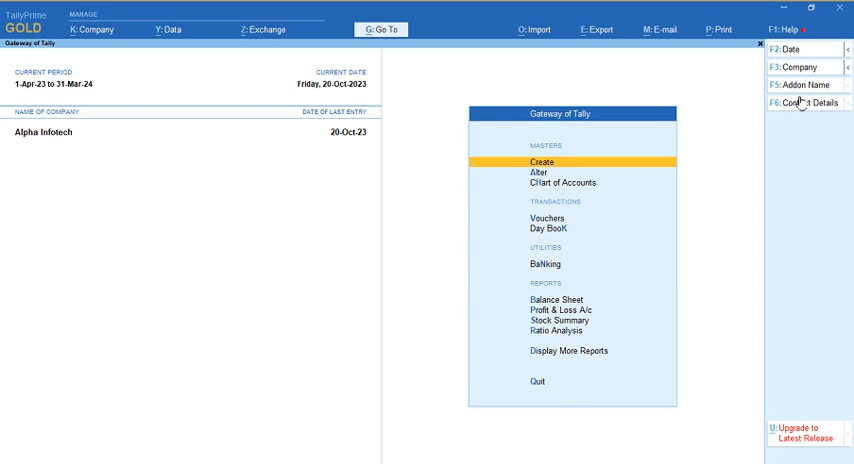 TallyPrime
GOLD
MANAGE
K: Company
Y: Data
Z: Exchange
G: Go To
O: Import
E: Export
M: E-mail
P: Print
F1: Help
Gateway of Tally
CURRENT PERIOD
CURRENT DATE
1-Apr-23 to 31-Mar-24
Friday, 20-Oct-2023
NAME OF COMPANY
DATE OF LAST ENTRY
Alpha Infotech
20-Oct-23
Gateway of Tally
MASTERS
Create
Alter
CHart of Accounts
TRANSACTIONS
Vouchers
Day BooK
UTILITIES
BaNking
REPORTS
Balance Sheet
Profit & Loss A/c
Stock Summary
Ratio Analysis
Display More Reports
Quit
F2: Date
F3: Company
F5: Addon Name
F6: Details
U: Upgrade to
Latest Release